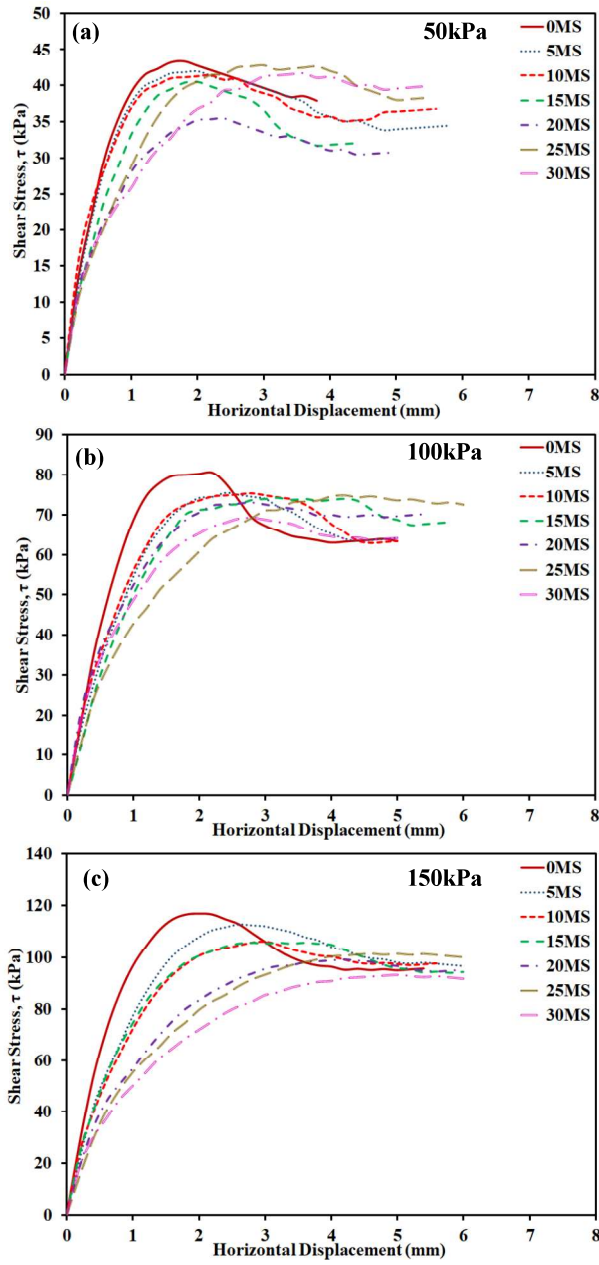 (a)
50kPa
50
45
40
35
30
25
20
15
10
5
0
Shear Stress, τ (kPa)
0MS
5MS
10MS
15MS
20MS
25MS
30MS
0 1 2 3 4 5 6 7 8
Horizontal Displacement (mm)
(b)
100kPa
90
80
70
60
50
40
30
20
10
0
Shear Stress, τ (kPa)
0MS
5MS
10MS
15MS
20MS
25MS
30MS
0 1 2 3 4 5 6 7 8
Horizontal Displacement (mm)
(c)
150kPa
140
120
100
80
60
40
20
0
Shear Stress, τ (kPa)
0MS
5MS
10MS
15MS
20MS
25MS
30MS
0 1 2 3 4 5 6 7 8
Horizontal Displacement (mm)